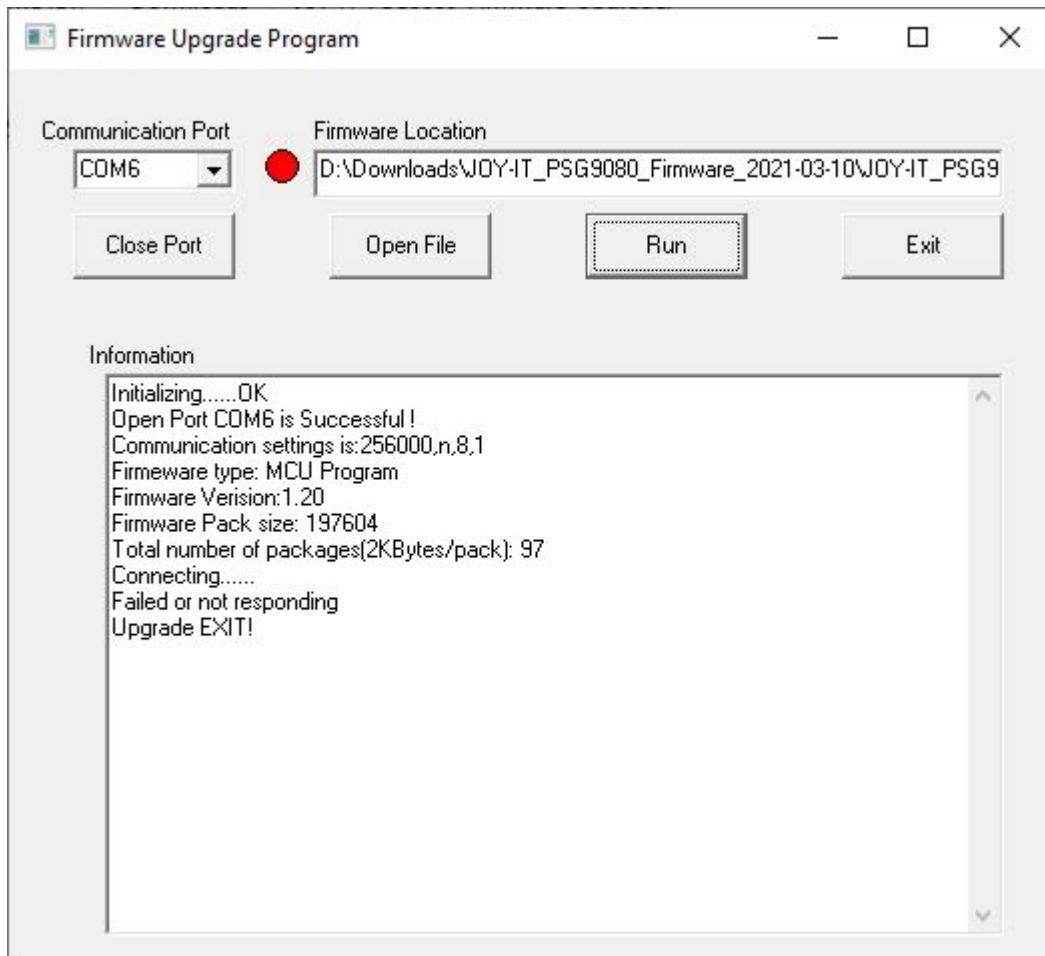 Firmware Upgrade Program
Communication Port
Firmware Location
COM6
D:\Downloads\JOY-IT_PSG9080_Firmware_2021-03-10\JOY-IT_PSG9
Close Port
Open File
Run
Exit
Information
Initializing......OK
Open Port COM6 is Successful !
Communication settings is:256000,n,8,1
Firmeware type: MCU Program
Firmware Verision:1.20
Firmware Pack size: 197604
Total number of packages(2KBytes/pack): 97
Connecting......
Failed or not responding
Upgrade EXIT!